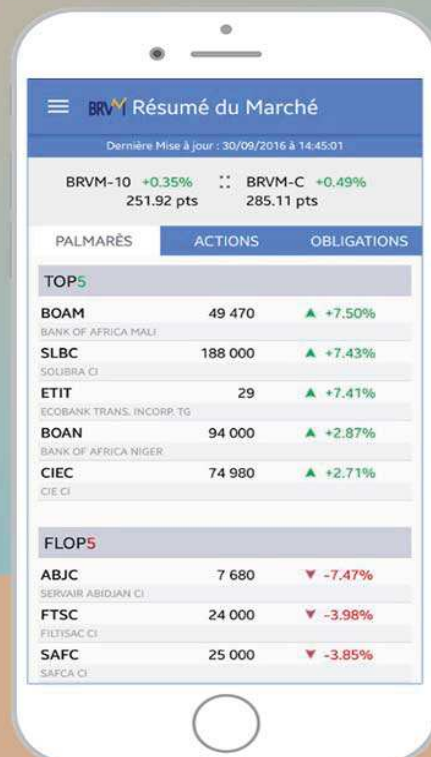 BRVM Résumé du Marché
Dernière Mise à jour : 30/09/2016 à 14:45:01
BRVM-10 +0.35% BRVM-C +0.49%
251.92 pts 285.11 pts
PALMARÈS ACTIONS OBLIGATIONS
TOP5
BOAM 49 470 ▲ +7.50%
BANK OF AFRICA MALI
SLBC 188 000 ▲ +7.43%
SOLIBRA CI
ETIT 29 ▲ +7.41%
ECOBANK TRANS. INCORP. TG
BOAN 94 000 ▲ +2.87%
BANK OF AFRICA NIGER
CIEC 74 980 ▲ +2.71%
CIE CI
FLOP5
ABJC 7 680 ▼ -7.47%
SERVAIR ABIDJAN CI
FTSC 24 000 ▼ -3.98%
FILTISAC CI
SAFC 25 000 ▼ -3.85%
SAFCA CI